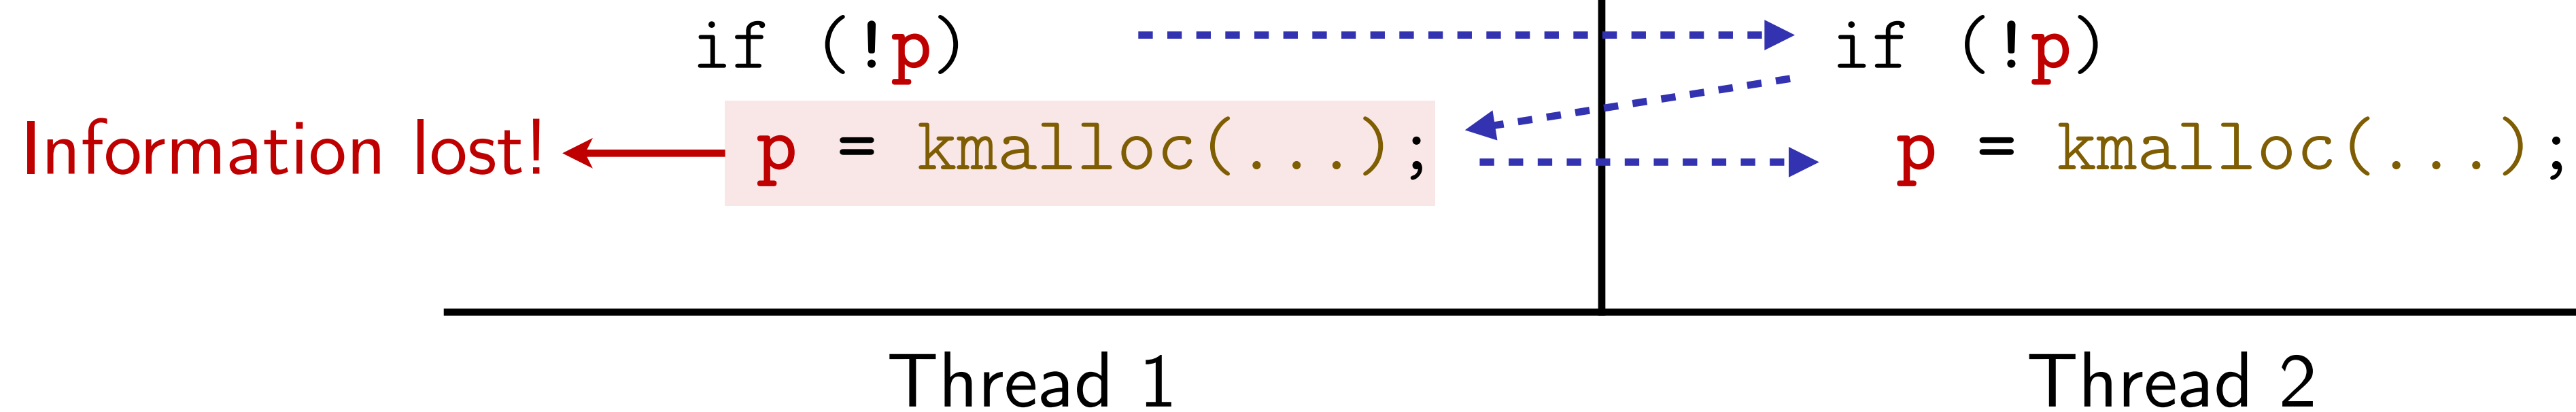 if (!p)
if (!p)
Information lost!
p = kmalloc(...);
p = kmalloc(...);
Thread 1
Thread 2